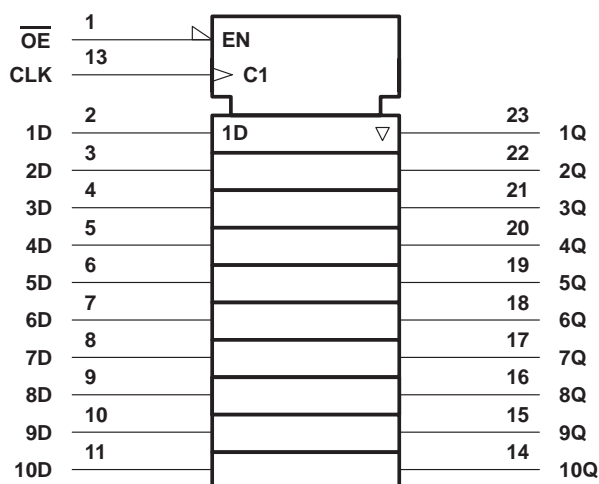 1
O̅E̅ EN
13
CLK C1
2 23
1D 1D 1Q
3 22
2D 2Q
4 21
3D 3Q
5 20
4D 4Q
6 19
5D 5Q
7 18
6D 6Q
8 17
7D 7Q
9 16
8D 8Q
10 15
9D 9Q
11 14
10D 10Q